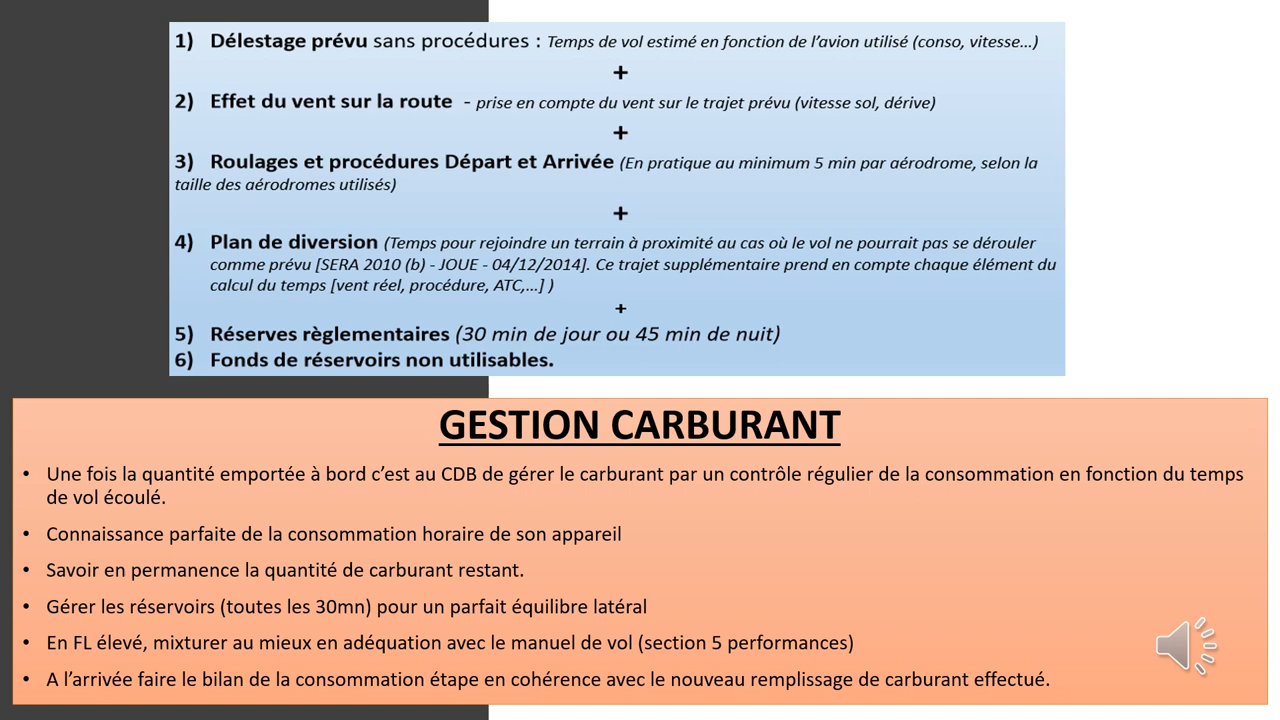 1) Délestage prévu sans procédures : Temps de vol estimé en fonction de l'avion utilisé (conso, vitesse...)
+
2) Effet du vent sur la route - prise en compte du vent sur le trajet prévu (vitesse sol, dérive)
+
3) Roulages et procédures Départ et Arrivée (En pratique au minimum 5 min par aérodrome, selon la
taille des aérodromes utilisés)
+
4) Plan de diversion (Temps pour rejoindre un terrain à proximité au cas où le vol ne pourrait pas se dérouler
comme prévu [SERA 2010 (b) - JOUE - 04/12/2014]. Ce trajet supplémentaire prend en compte chaque élément du
calcul du temps [vent réel, procédure, ATC,...] )
+
5) Réserves règlementaires (30 min de jour ou 45 min de nuit)
6) Fonds de réservoirs non utilisables.
GESTION CARBURANT
• Une fois la quantité emportée à bord c'est au CDB de gérer le carburant par un contrôle régulier de la consommation en fonction du temps
de vol écoulé.
• Connaissance parfaite de la consommation horaire de son appareil
• Savoir en permanence la quantité de carburant restant.
• Gérer les réservoirs (toutes les 30mn) pour un parfait équilibre latéral
• En FL élevé, mixturer au mieux en adéquation avec le manuel de vol (section 5 performances)
• A l'arrivée faire le bilan de la consommation étape en cohérence avec le nouveau remplissage de carburant effectué.